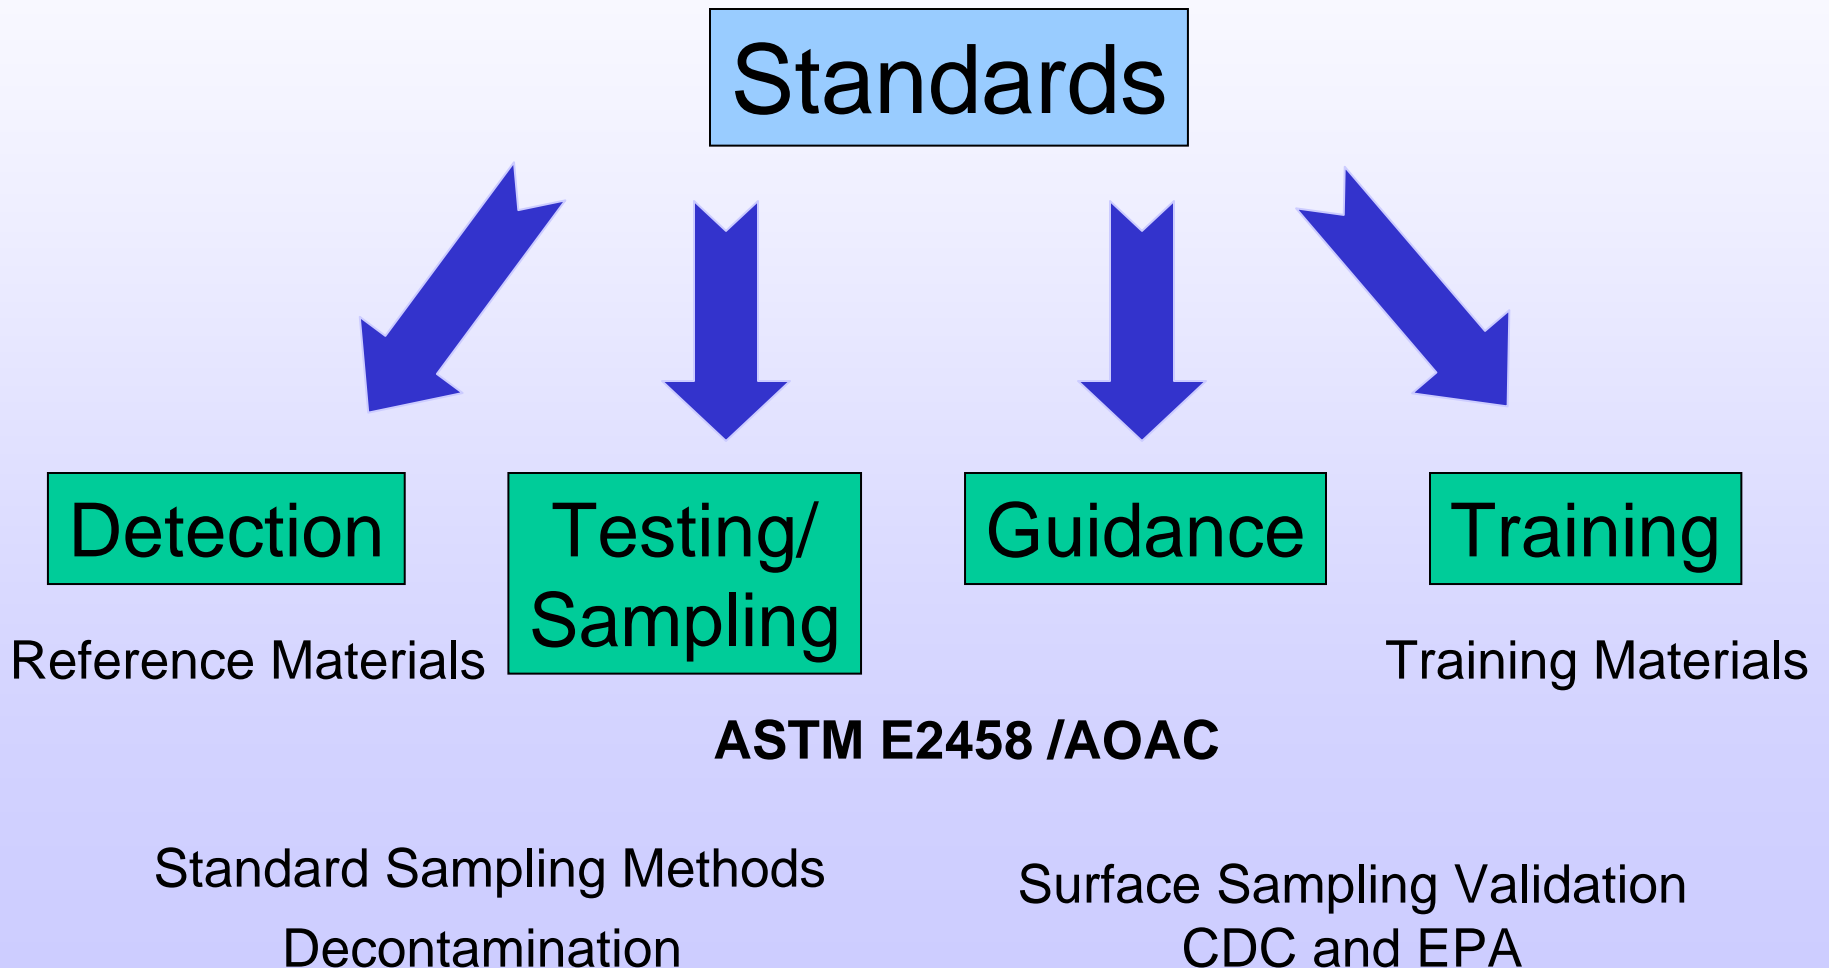 Standards
Detection
Testing/
Sampling
Guidance
Training
Reference Materials
Training Materials
ASTM E2458 /AOAC
Standard Sampling Methods
Decontamination
Surface Sampling Validation
CDC and EPA